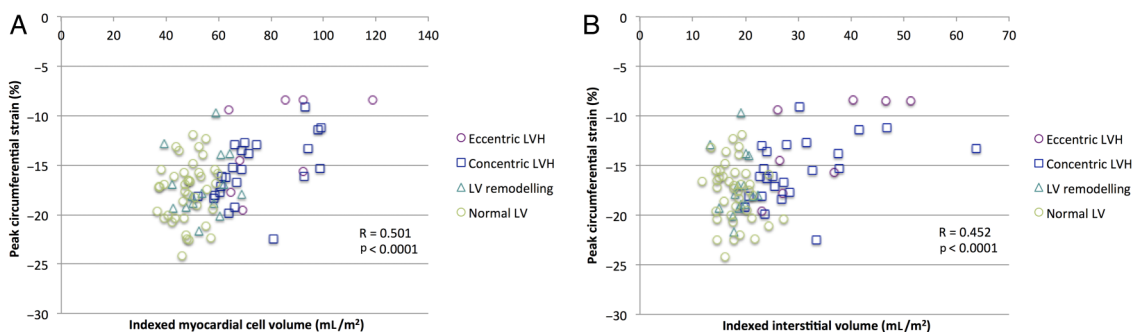 A
Peak circumferential strain (%)
0
−5
−10
−15
−20
−25
−30
0 20 40 60 80 100 120 140
Eccentric LVH
Concentric LVH
LV remodelling
Normal LV
R = 0.501
p < 0.0001
Indexed myocardial cell volume (mL/m²)
B
Peak circumferential strain (%)
0
−5
−10
−15
−20
−25
−30
0 10 20 30 40 50 60 70
Eccentric LVH
Concentric LVH
LV remodelling
Normal LV
R = 0.452
p < 0.0001
Indexed interstitial volume (mL/m²)